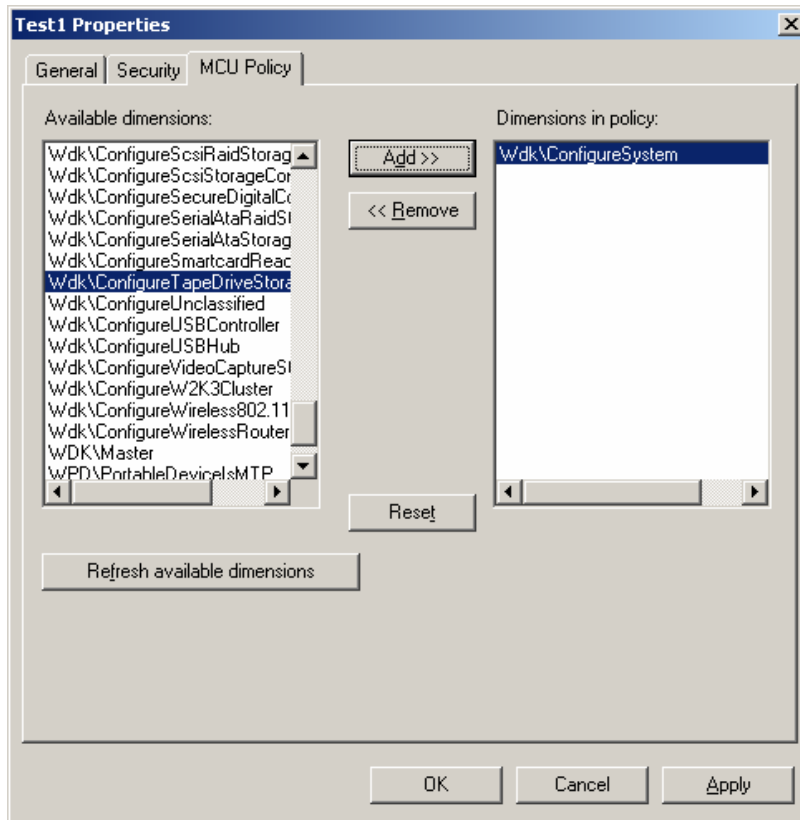 Test1 Properties
General Security MCU Policy
Available dimensions:
Wdk\ConfigureScsiRaidStorag
Wdk\ConfigureScsiStorageCor
Wdk\ConfigureSecureDigitalCo
Wdk\ConfigureSerialAtaRaidSt
Wdk\ConfigureSerialAtaStorag
Wdk\ConfigureSmartcardReac
Wdk\ConfigureTapeDriveStora
Wdk\ConfigureUnclassified
Wdk\ConfigureUSBController
Wdk\ConfigureUSBHub
Wdk\ConfigureVideoCaptureSt
Wdk\ConfigureW2K3Cluster
Wdk\ConfigureWireless802.11
Wdk\ConfigureWirelessRouter
WDK\Master
WPD\PortableDeviceIsMTP
Add >>
<< Remove
Reset
Dimensions in policy:
Wdk\ConfigureSystem
Refresh available dimensions
OK Cancel Apply